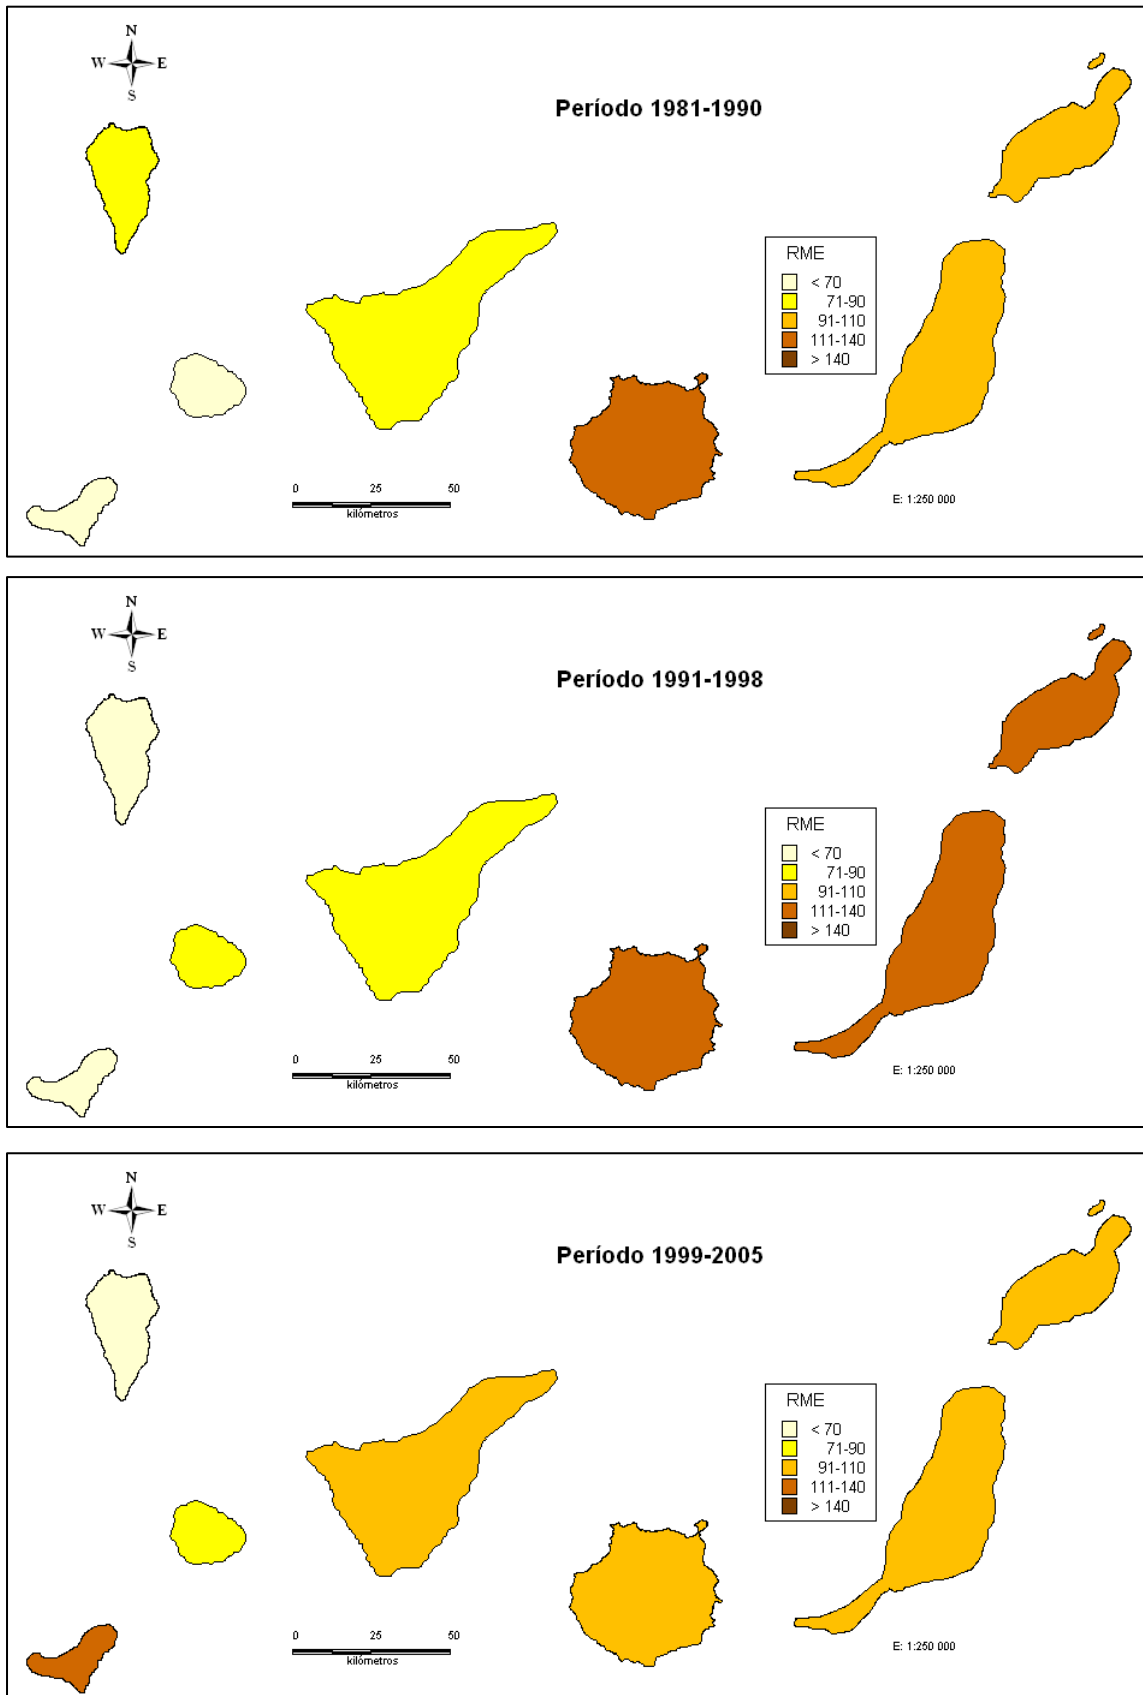 N
W E
S
Período 1981-1990
RME
< 70
71-90
91-110
111-140
> 140
0 25 50
kilómetros
E: 1:250 000
N
W E
S
Período 1991-1998
RME
< 70
71-90
91-110
111-140
> 140
0 25 50
kilómetros
E: 1:250 000
N
W E
S
Período 1999-2005
RME
< 70
71-90
91-110
111-140
> 140
0 25 50
kilómetros
E: 1:250 000